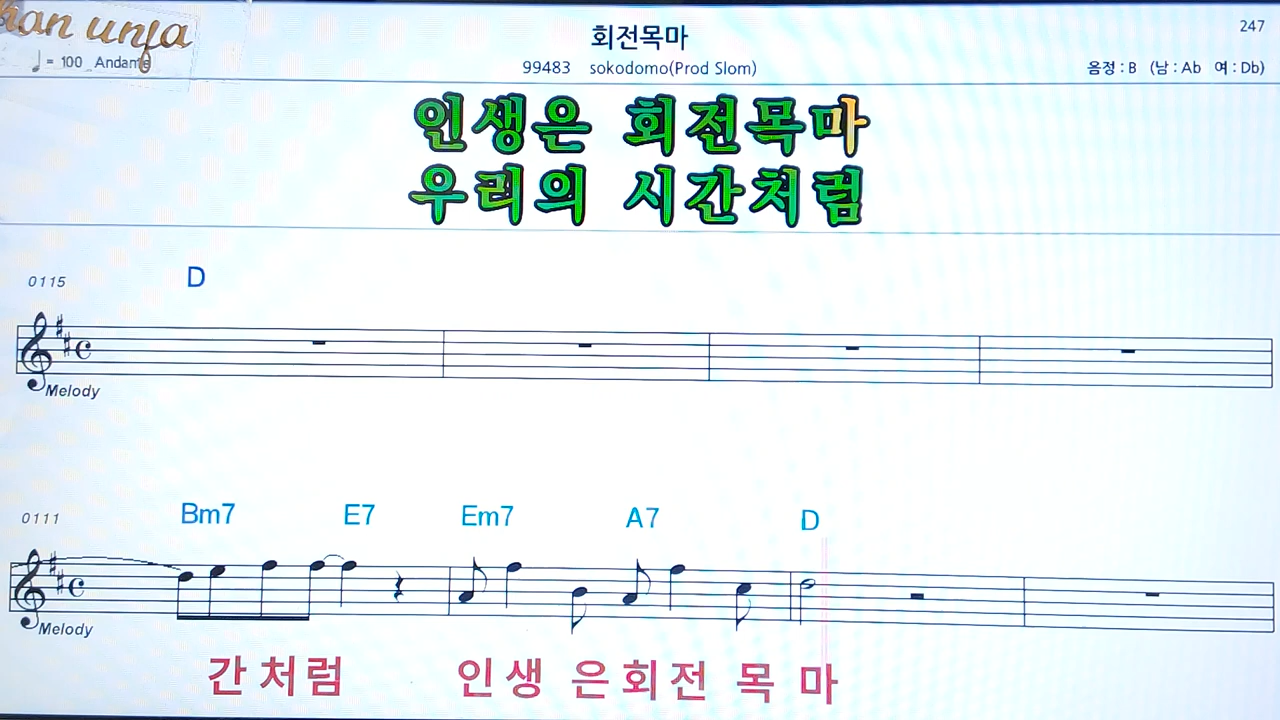 han unja
♩= 100 Andante
회전목마
247
99483 sokodomo(Prod Slom)
음정 : B (남 : Ab 여 : Db)
인생은 회전목마
우리의 시간처럼
0115
D
Melody
0111
Bm7 E7 Em7 A7 D
Melody
간 처럼 인생 은회전 목 마